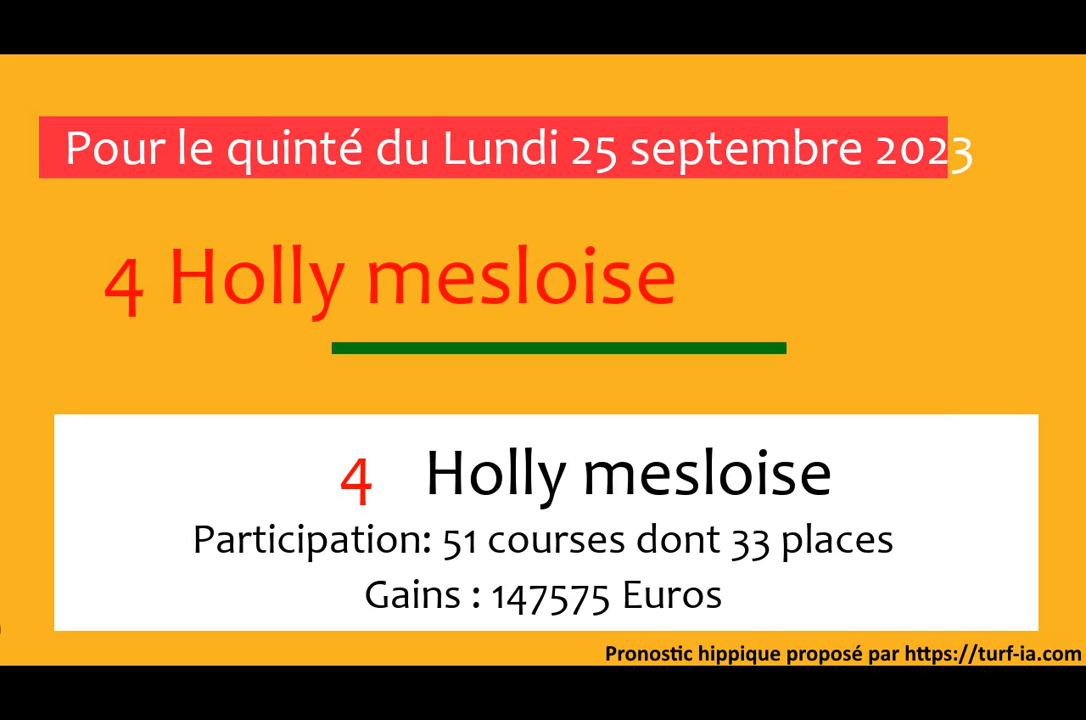 Pour le quinté du Lundi 25 septembre 2023
4 Holly mesloise
4 Holly mesloise
Participation: 51 courses dont 33 places
Gains : 147575 Euros
Pronostic hippique proposé par https://turf-ia.com